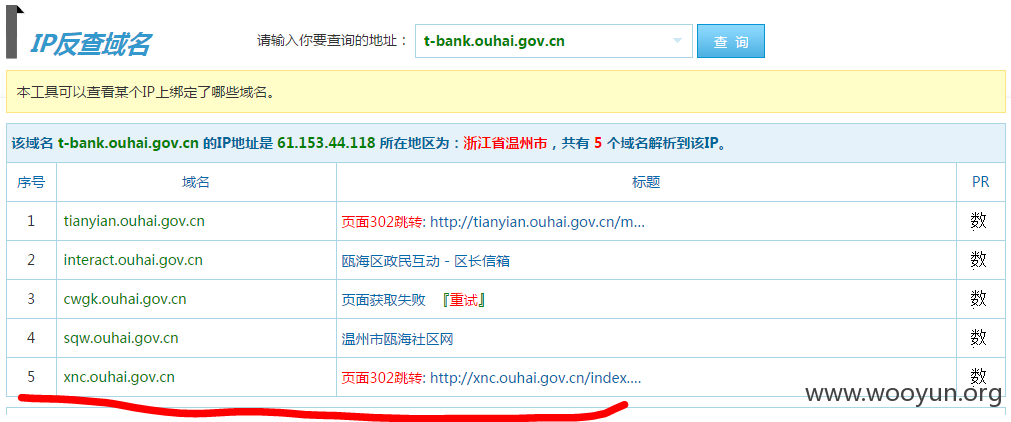 IP反查域名
请输入你要查询的地址： t-bank.ouhai.gov.cn 查 询
本工具可以查看某个IP上绑定了哪些域名。
该域名 t-bank.ouhai.gov.cn 的IP地址是 61.153.44.118 所在地区为：浙江省温州市，共有 5 个域名解析到该IP。
序号 域名 标题 PR
1 tianyian.ouhai.gov.cn 页面302跳转: http://tianyian.ouhai.gov.cn/m... 数
2 interact.ouhai.gov.cn 瓯海区政民互动 - 区长信箱 数
3 cwgk.ouhai.gov.cn 页面获取失败 『重试』 数
4 sqw.ouhai.gov.cn 温州市瓯海社区网 数
5 xnc.ouhai.gov.cn 页面302跳转: http://xnc.ouhai.gov.cn/index.... 数
www.wooyun.org